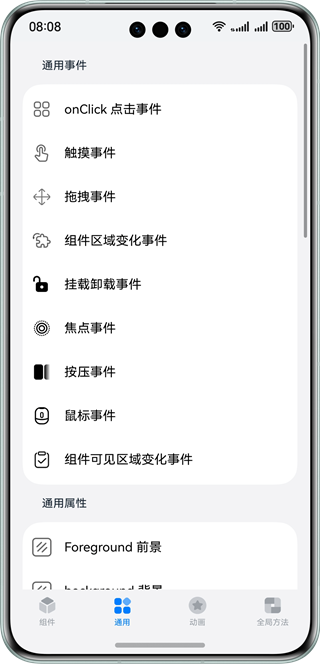 08:08
100
通用事件
onClick 点击事件
触摸事件
拖拽事件
组件区域变化事件
挂载卸载事件
焦点事件
按压事件
鼠标事件
组件可见区域变化事件
通用属性
Foreground 前景
background 背景
组件
通用
动画
全局方法